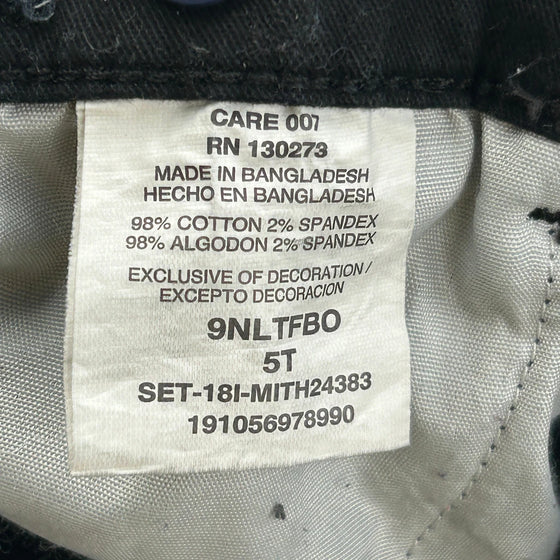 CARE 007
RN 130273
MADE IN BANGLADESH
HECHO EN BANGLADESH
98% COTTON 2% SPANDEX
98% ALGODON 2% SPANDEX
EXCLUSIVE OF DECORATION/
EXCEPTO DECORACION
9NLTFBO
5T
SET-18I-MITH24383
191056978990